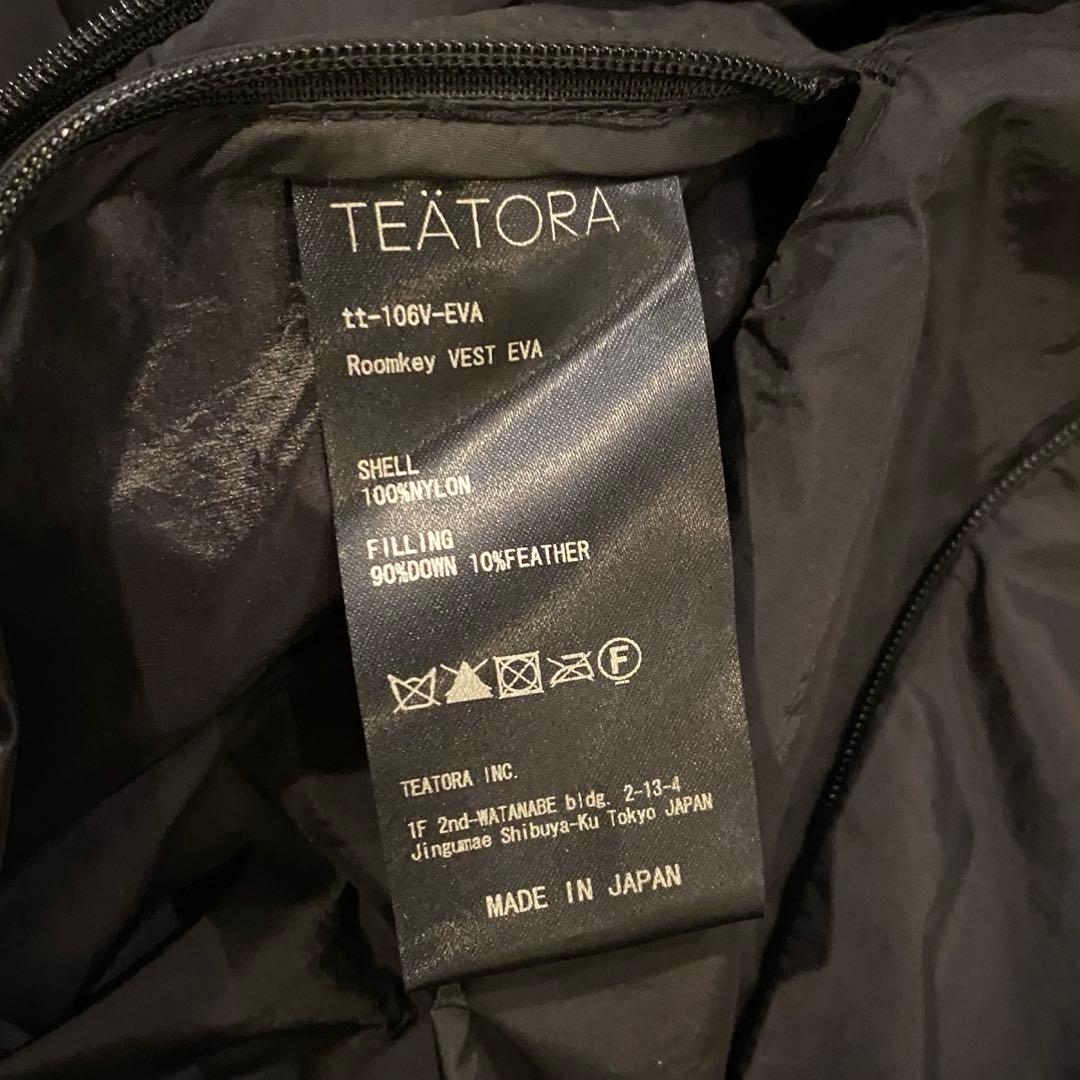 TEÄTORA
tt-106V-EVA
Roomkey VEST EVA
SHELL
100%NYLON
FILLING
90%DOWN 10%FEATHER
F
TEATORA INC.
1F 2nd-WATANABE bldg. 2-13-4
Jingumae Shibuya-Ku Tokyo JAPAN
MADE IN JAPAN